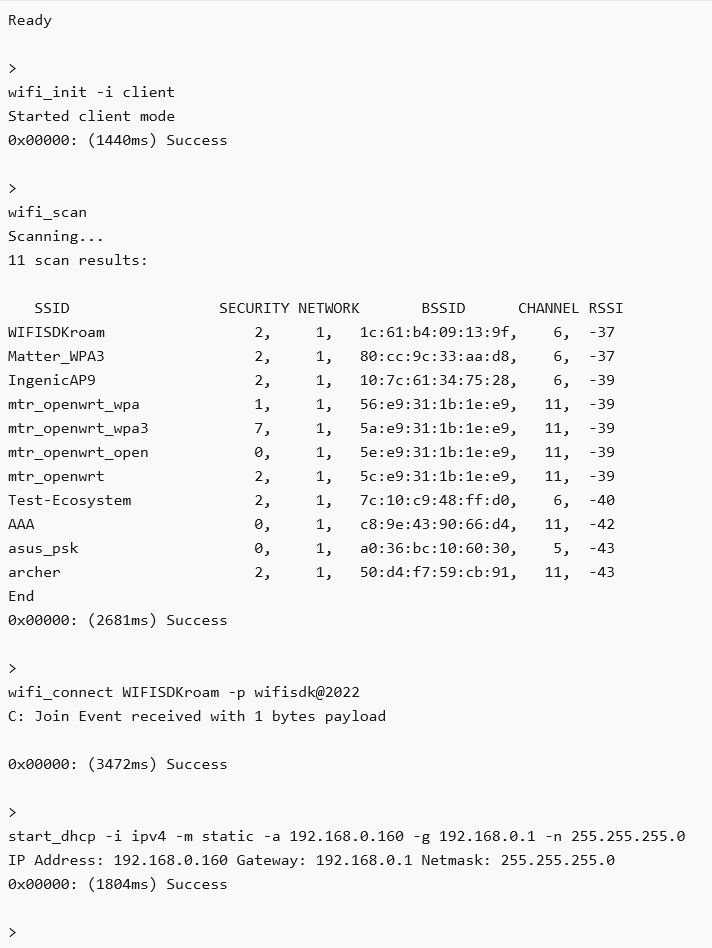 Ready
>
wifi_init -i client
Started client mode
0x00000: (1440ms) Success
>
wifi_scan
Scanning...
11 scan results:
SSID SECURITY NETWORK BSSID CHANNEL RSSI
WIFISDKroam 2, 1, 1c:61:b4:09:13:9f, 6, -37
Matter_WPA3 2, 1, 80:cc:9c:33:aa:d8, 6, -37
IngenicAP9 2, 1, 10:7c:61:34:75:28, 6, -39
mtr_openwrt_wpa 1, 1, 56:e9:31:1b:1e:e9, 11, -39
mtr_openwrt_wpa3 7, 1, 5a:e9:31:1b:1e:e9, 11, -39
mtr_openwrt_open 0, 1, 5e:e9:31:1b:1e:e9, 11, -39
mtr_openwrt 2, 1, 5c:e9:31:1b:1e:e9, 11, -39
Test-Ecosystem 2, 1, 7c:10:c9:48:ff:d0, 6, -40
AAA 0, 1, c8:9e:43:90:66:d4, 11, -42
asus_psk 0, 1, a0:36:bc:10:60:30, 5, -43
archer 2, 1, 50:d4:f7:59:cb:91, 11, -43
End
0x00000: (2681ms) Success
>
wifi_connect WIFISDKroam -p wifisdk@2022
C: Join Event received with 1 bytes payload
0x00000: (3472ms) Success
>
start_dhcp -i ipv4 -m static -a 192.168.0.160 -g 192.168.0.1 -n 255.255.255.0
IP Address: 192.168.0.160 Gateway: 192.168.0.1 Netmask: 255.255.255.0
0x00000: (1804ms) Success
>